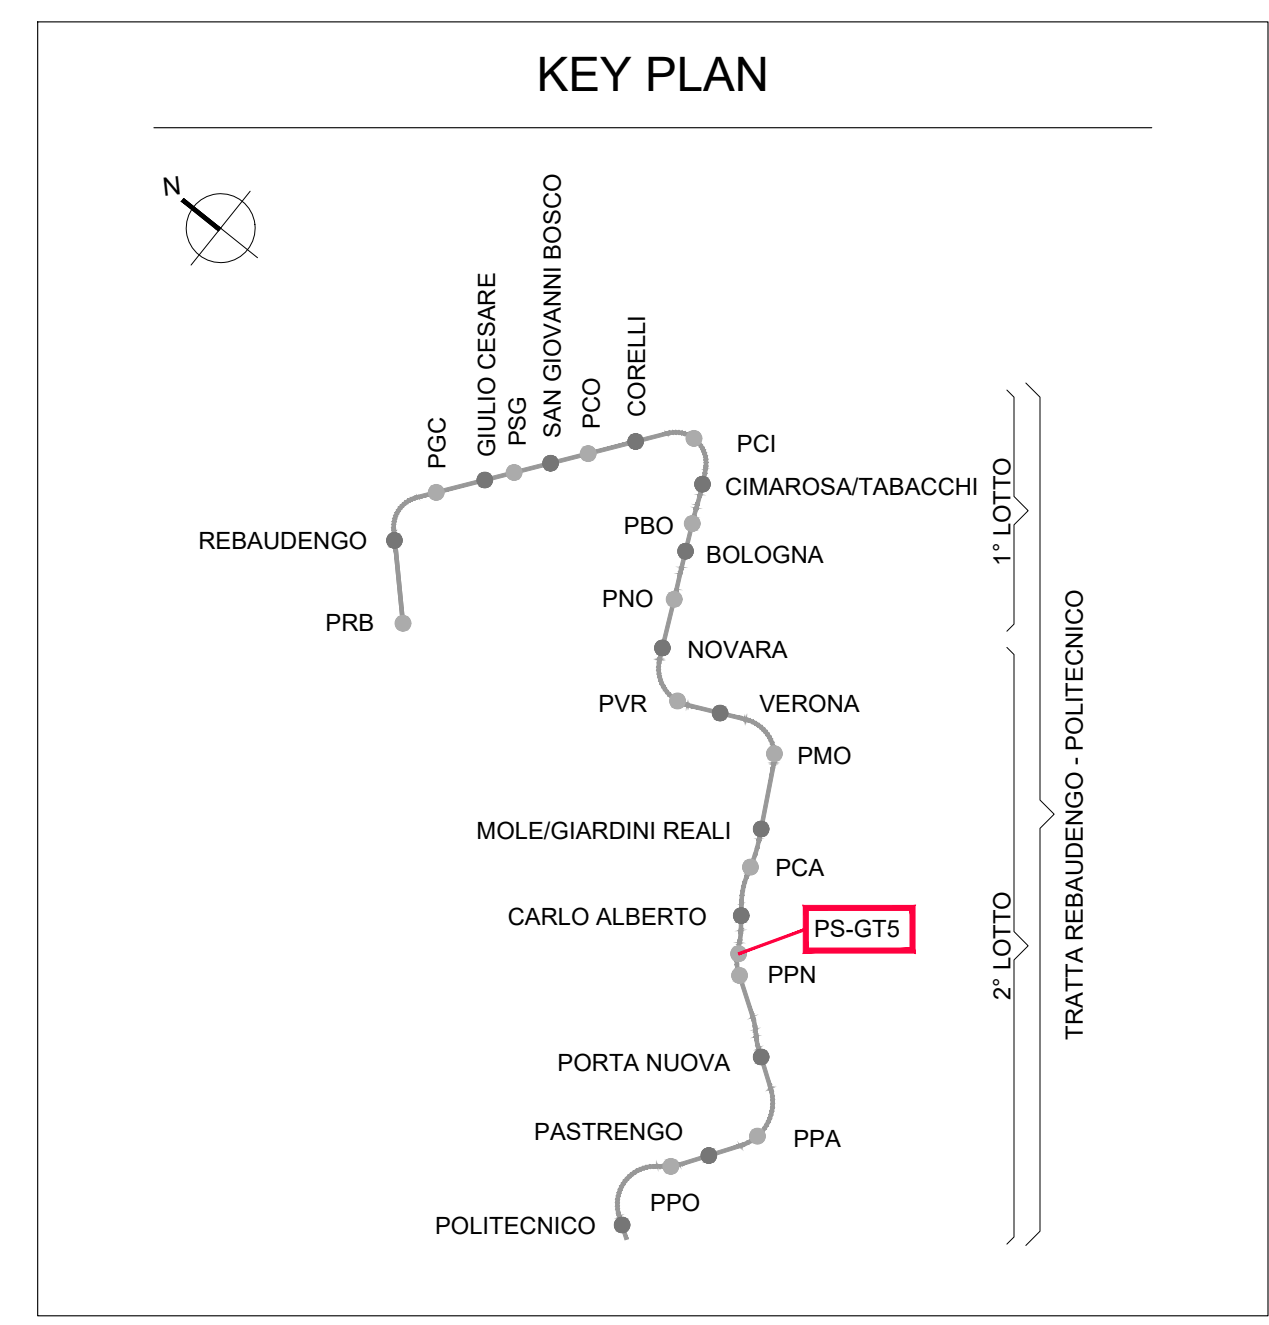 KEY PLAN
N
SAN GIOVANNI BOSCO
GIULIO CESARE
CORELLI
PCO
PSG
PGC
PCI
CIMAROSA/TABACCHI
PBO
REBAUDENGO
BOLOGNA
1° LOTTO
PNO
PRB
NOVARA
PVR
VERONA
PMO
TRATTA REBAUDENGO - POLITECNICO
MOLE/GIARDINI REALI
PCA
CARLO ALBERTO
PS-GT5
2° LOTTO
PPN
PORTA NUOVA
PASTRENGO
PPA
PPO
POLITECNICO